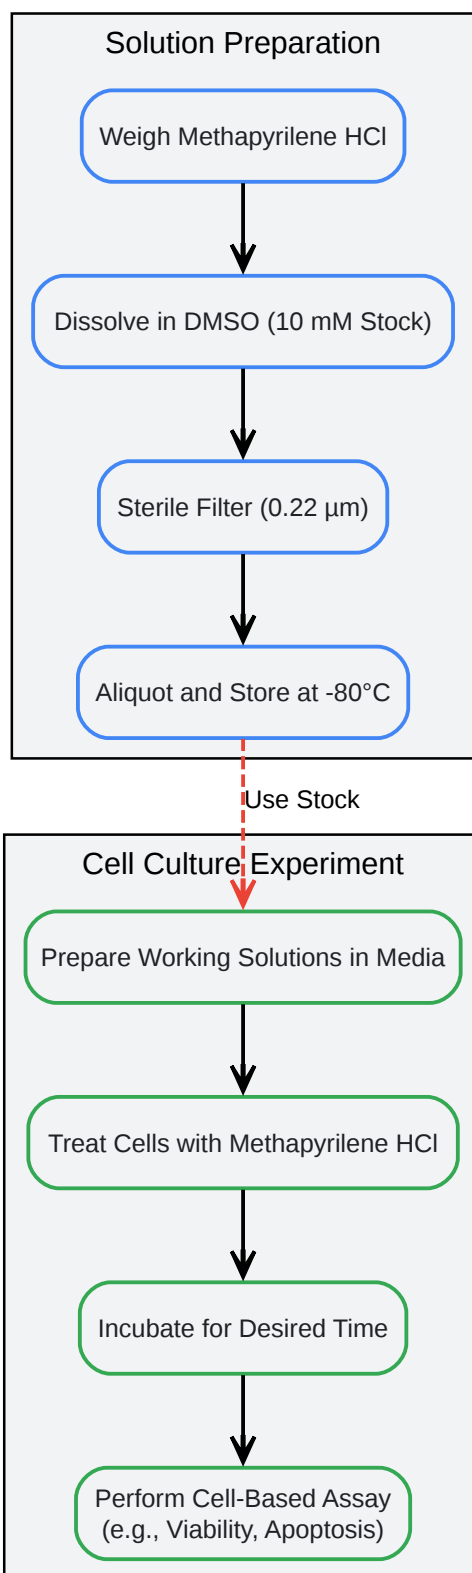 Solution Preparation
Weigh Methapyrilene HCl
Dissolve in DMSO (10 mM Stock)
Sterile Filter (0.22 µm)
Aliquot and Store at -80°C
Use Stock
Cell Culture Experiment
Prepare Working Solutions in Media
Treat Cells with Methapyrilene HCl
Incubate for Desired Time
Perform Cell-Based Assay
(e.g., Viability, Apoptosis)